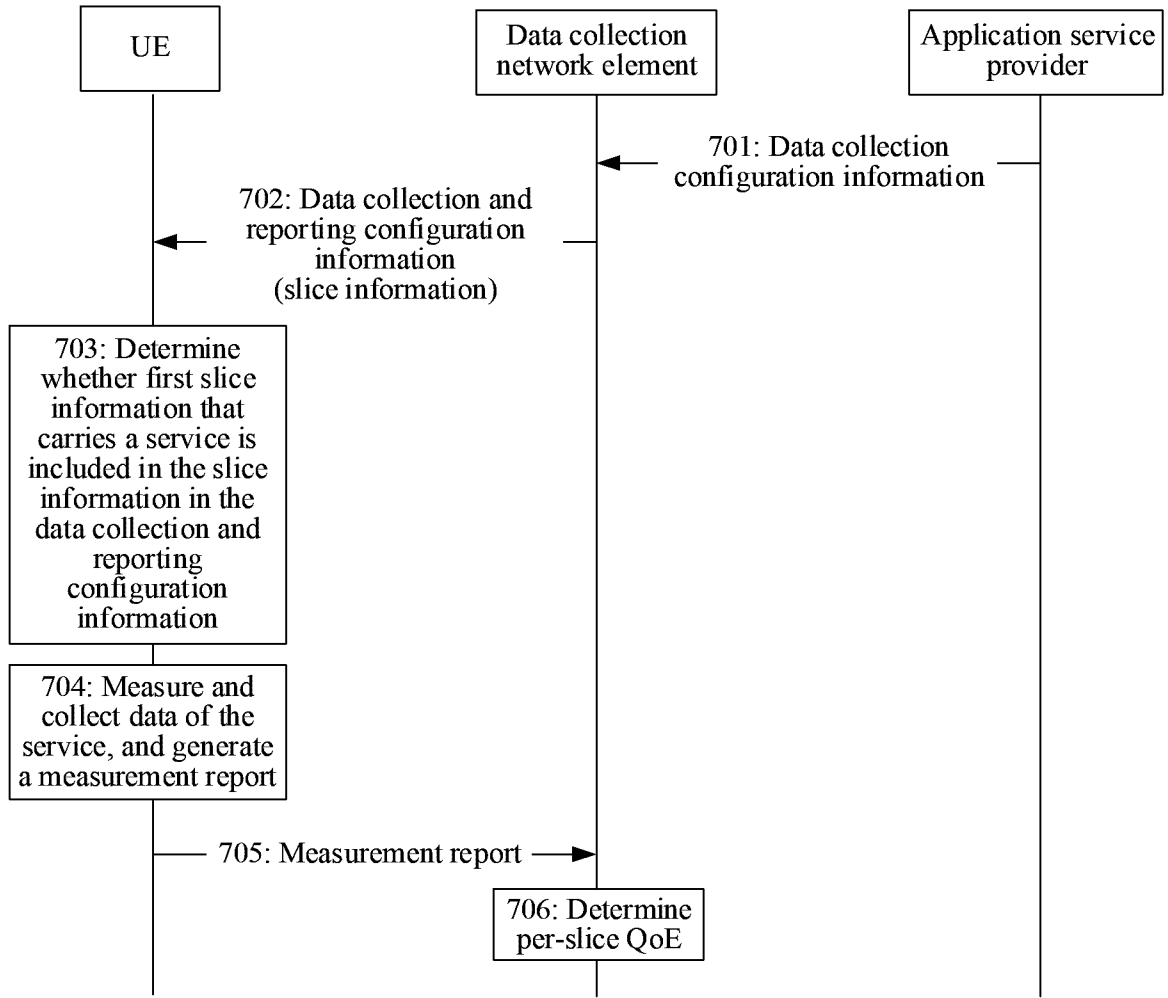 UE
Data collection
network element
Application service
provider
701: Data collection
configuration information
702: Data collection and
reporting configuration
information
(slice information)
703: Determine
whether first slice
information that
carries a service is
included in the slice
information in the
data collection and
reporting
configuration
information
704: Measure and
collect data of the
service, and generate
a measurement report
705: Measurement report
706: Determine
per-slice QoE